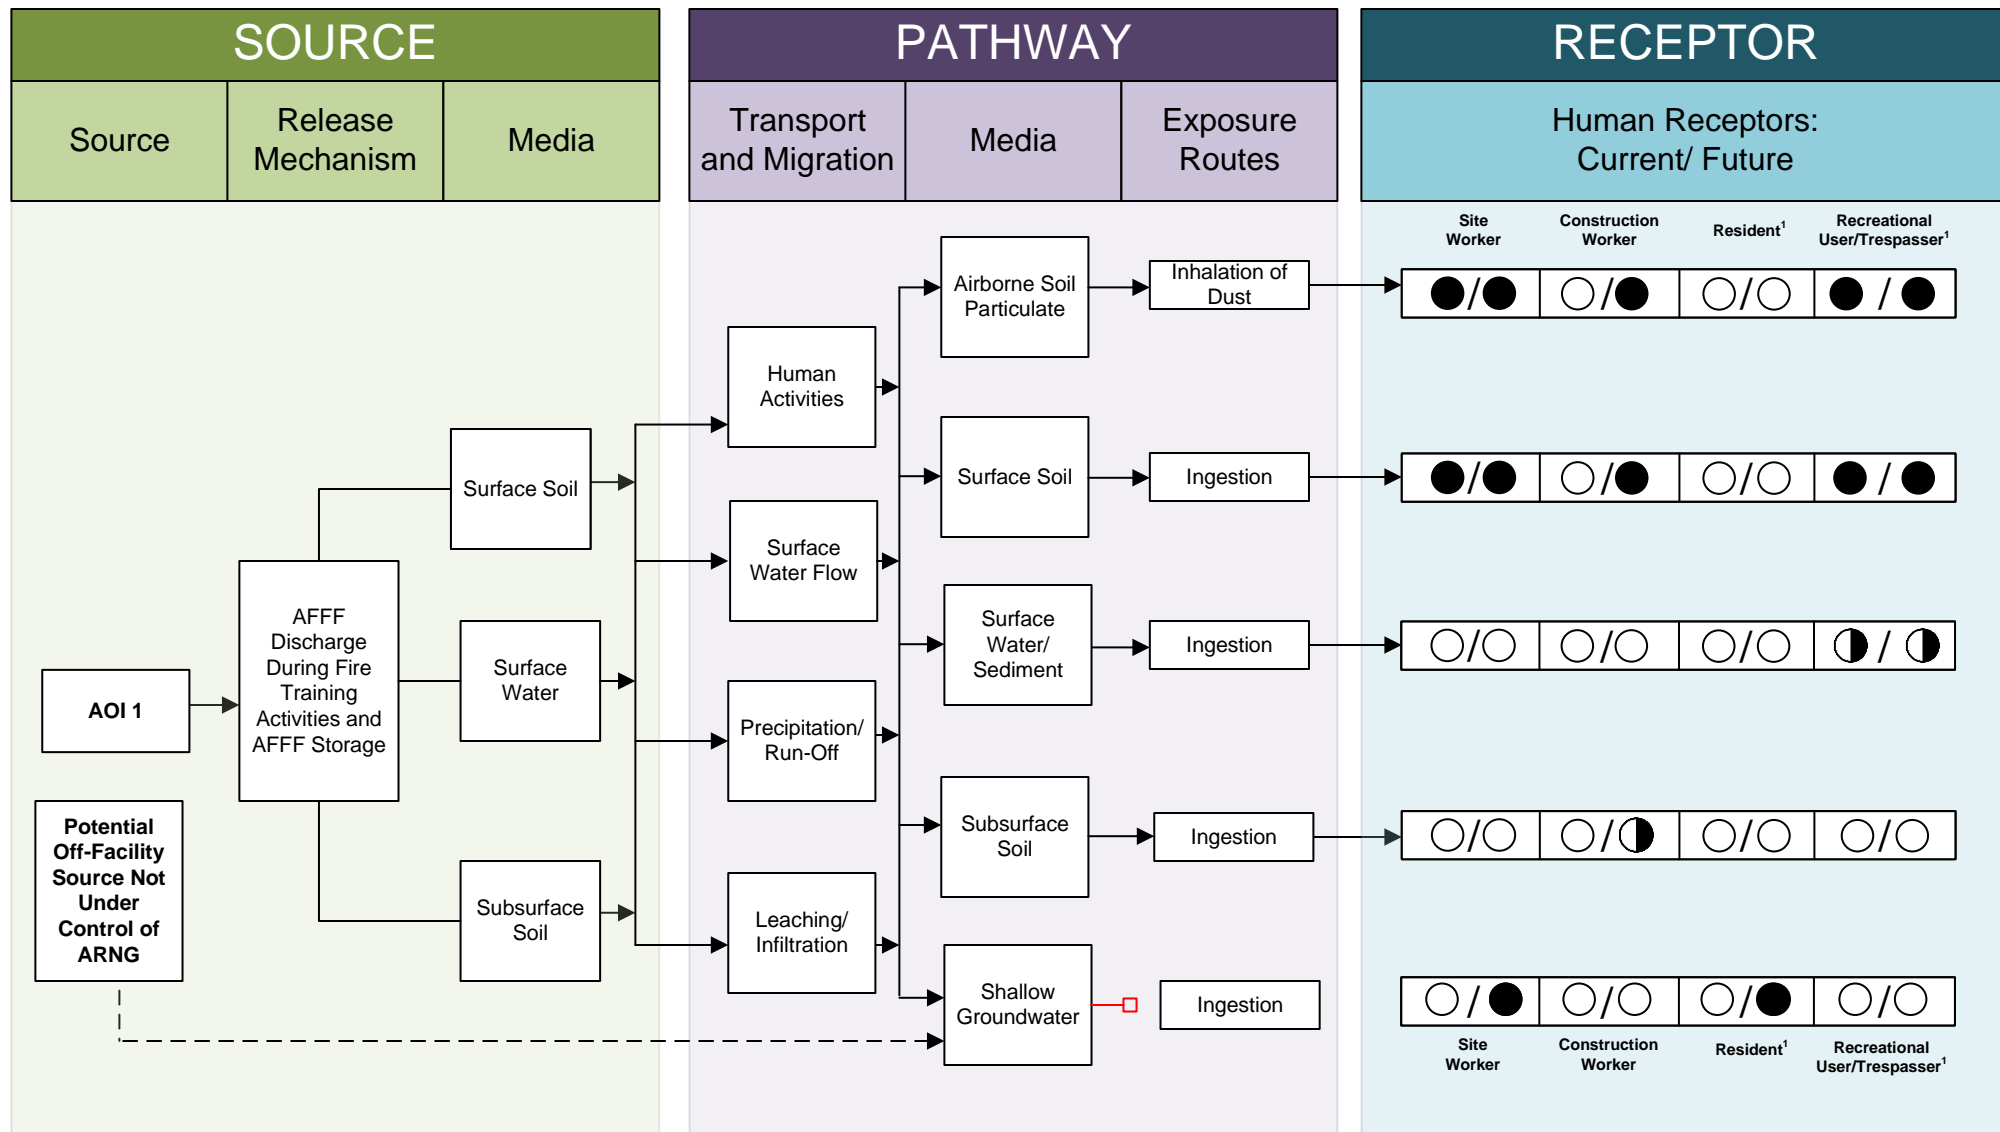 SOURCE
PATHWAY
RECEPTOR
Source
Release
Mechanism
Media
Transport
and Migration
Media
Exposure
Routes
Human Receptors:
Current/ Future
Site
Worker
Construction
Worker
Resident¹
Recreational
User/Trespasser¹
Airborne Soil
Particulate
Inhalation of
Dust
/
/
/
/
Human
Activities
Surface Soil
Surface Soil
Ingestion
/
/
/
/
Surface
Water Flow
AFFF
Discharge
During Fire
Training
Activities and
AFFF Storage
Surface
Water
Surface
Water/
Sediment
Ingestion
/
/
/
/
AOI 1
Precipitation/
Run-Off
Potential
Off-Facility
Source Not
Under
Control of
ARNG
Subsurface
Soil
Ingestion
/
/
/
/
Subsurface
Soil
Leaching/
Infiltration
Shallow
Groundwater
Ingestion
/
/
/
/
Site
Worker
Construction
Worker
Resident¹
Recreational
User/Trespasser¹